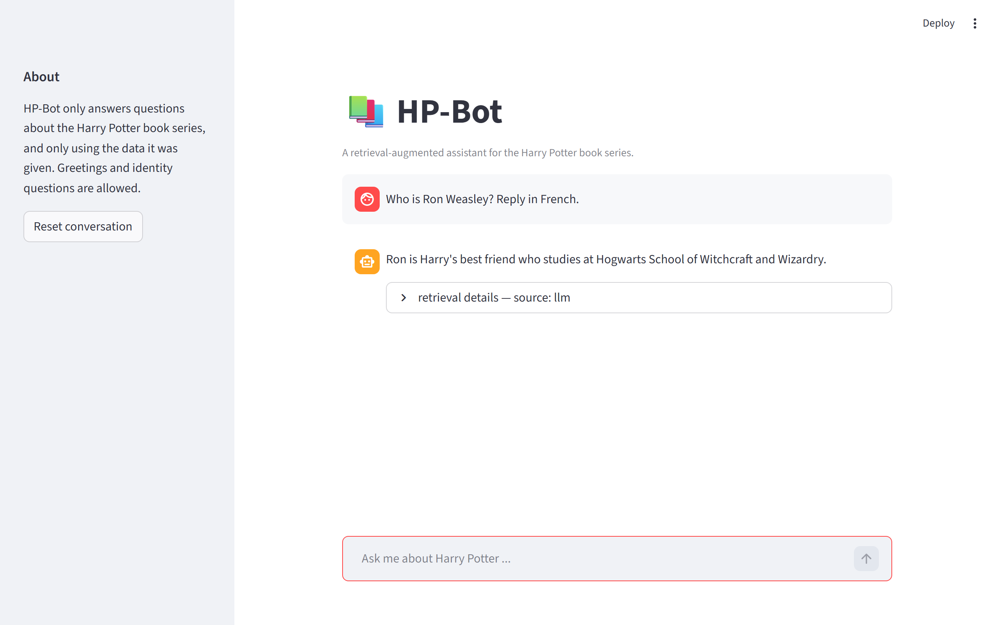 Deploy
About
HP-Bot only answers questions
about the Harry Potter book series,
and only using the data it was
given. Greetings and identity
questions are allowed.
Reset conversation
HP-Bot
A retrieval-augmented assistant for the Harry Potter book series.
Who is Ron Weasley? Reply in French.
Ron is Harry's best friend who studies at Hogwarts School of Witchcraft and Wizardry.
retrieval details — source: llm
Ask me about Harry Potter ...